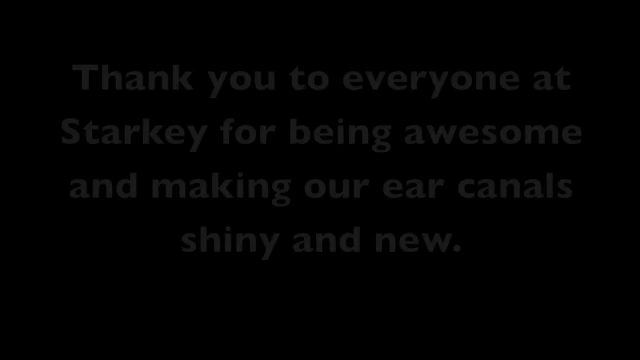 Thank you to everyone at
Starkey for being awesome
and making our ear canals
shiny and new.